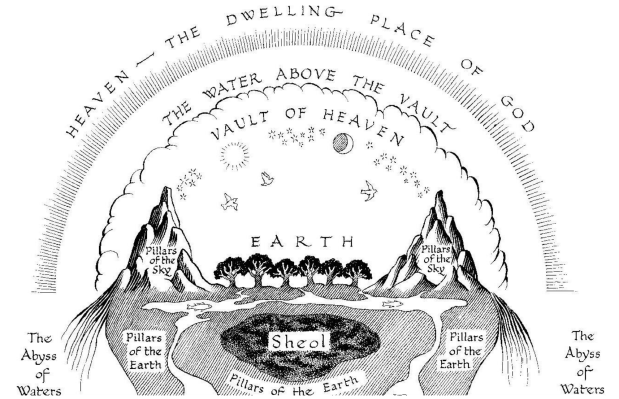 HEAVEN — THE DWELLING PLACE OF GOD
THE WATER ABOVE THE VAULT
VAULT OF HEAVEN
EARTH
Pillars
of the
Sky
Pillars
of the
Sky
The
Abyss
of
Waters
Pillars
of the
Earth
Sheol
Pillars
of the
Earth
The
Abyss
of
Waters
Pillars of the Earth